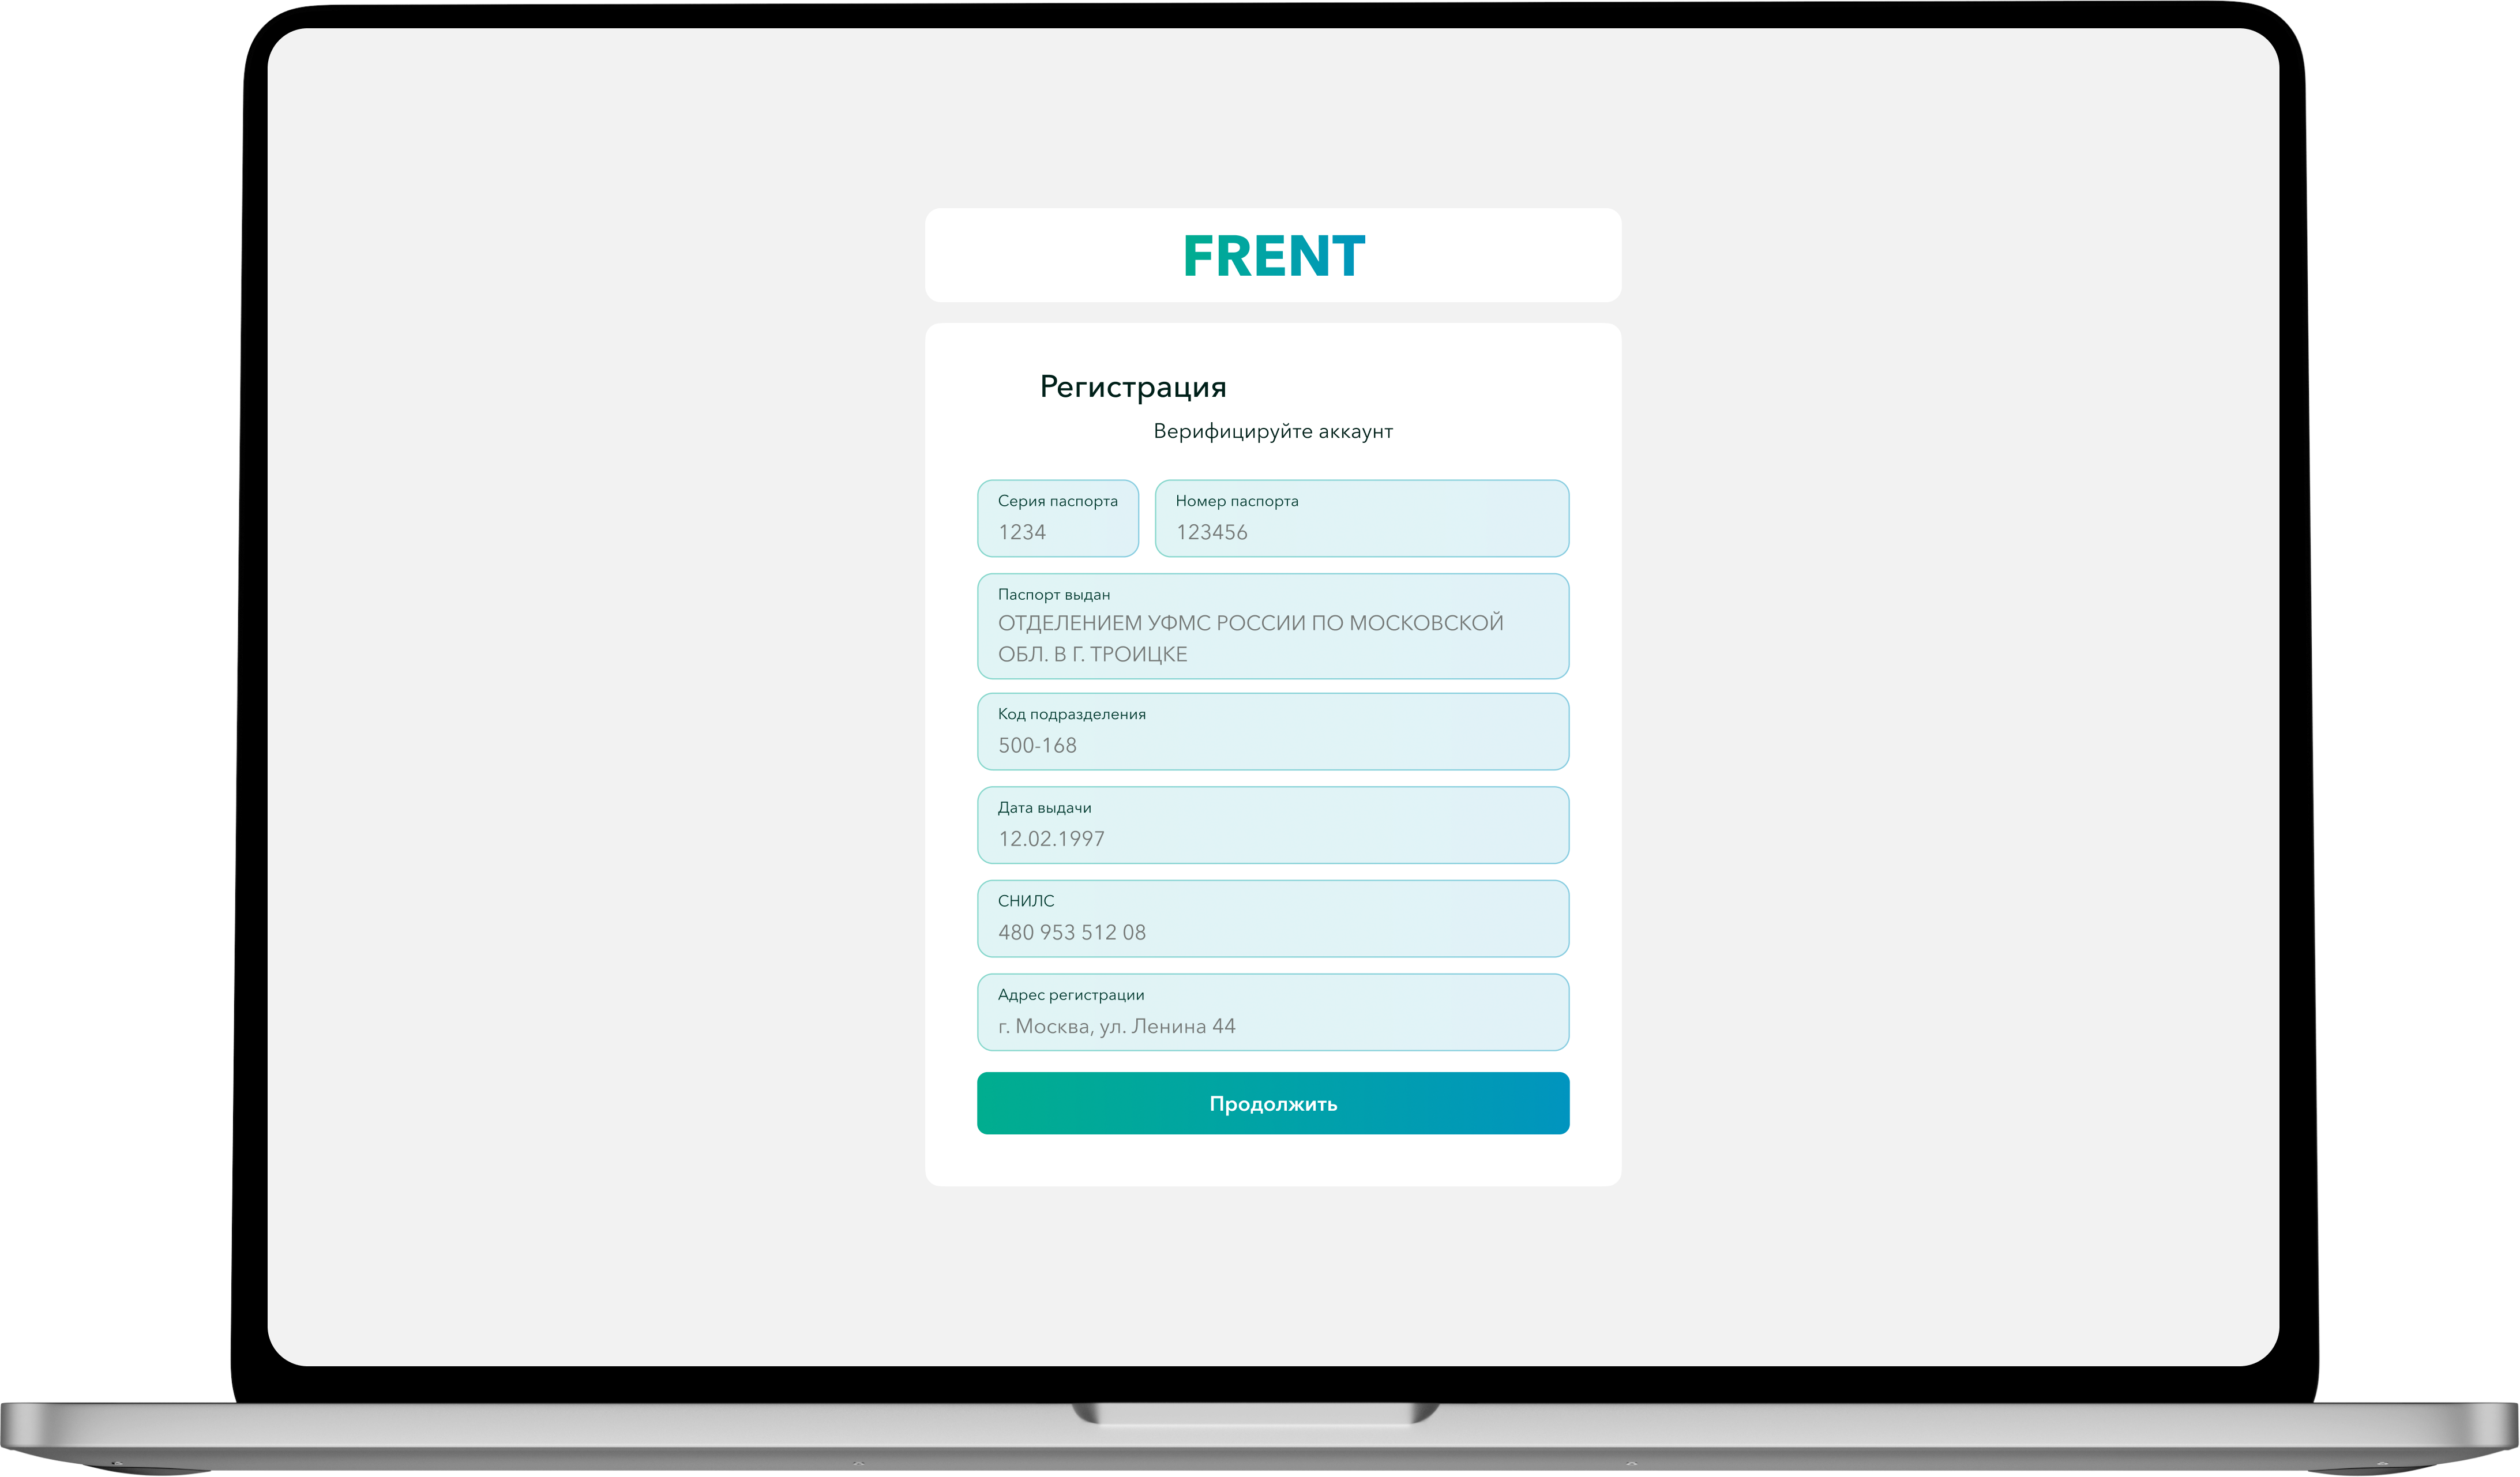 FRENT
Регистрация
Верифицируйте аккаунт
Серия паспорта
1234
Номер паспорта
123456
Паспорт выдан
ОТДЕЛЕНИЕМ УФМС РОССИИ ПО МОСКОВСКОЙ
ОБЛ. В Г. ТРОИЦКЕ
Код подразделения
500-168
Дата выдачи
12.02.1997
СНИЛС
480 953 512 08
Адрес регистрации
г. Москва, ул. Ленина 44
Продолжить